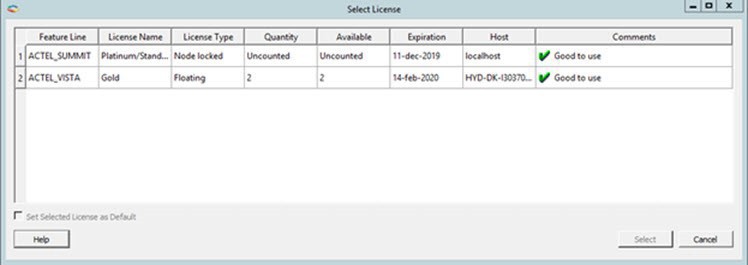 Select License
Feature Line License Name License Type Quantity Available Expiration Host Comments
1 ACTEL_SUMMIT Platinum/Stand... Node locked Uncounted Uncounted 11-dec-2019 localhost Good to use
2 ACTEL_VISTA Gold Floating 2 2 14-feb-2020 HYD-DK-I30370... Good to use
Set Selected License as Default
Help Select Cancel